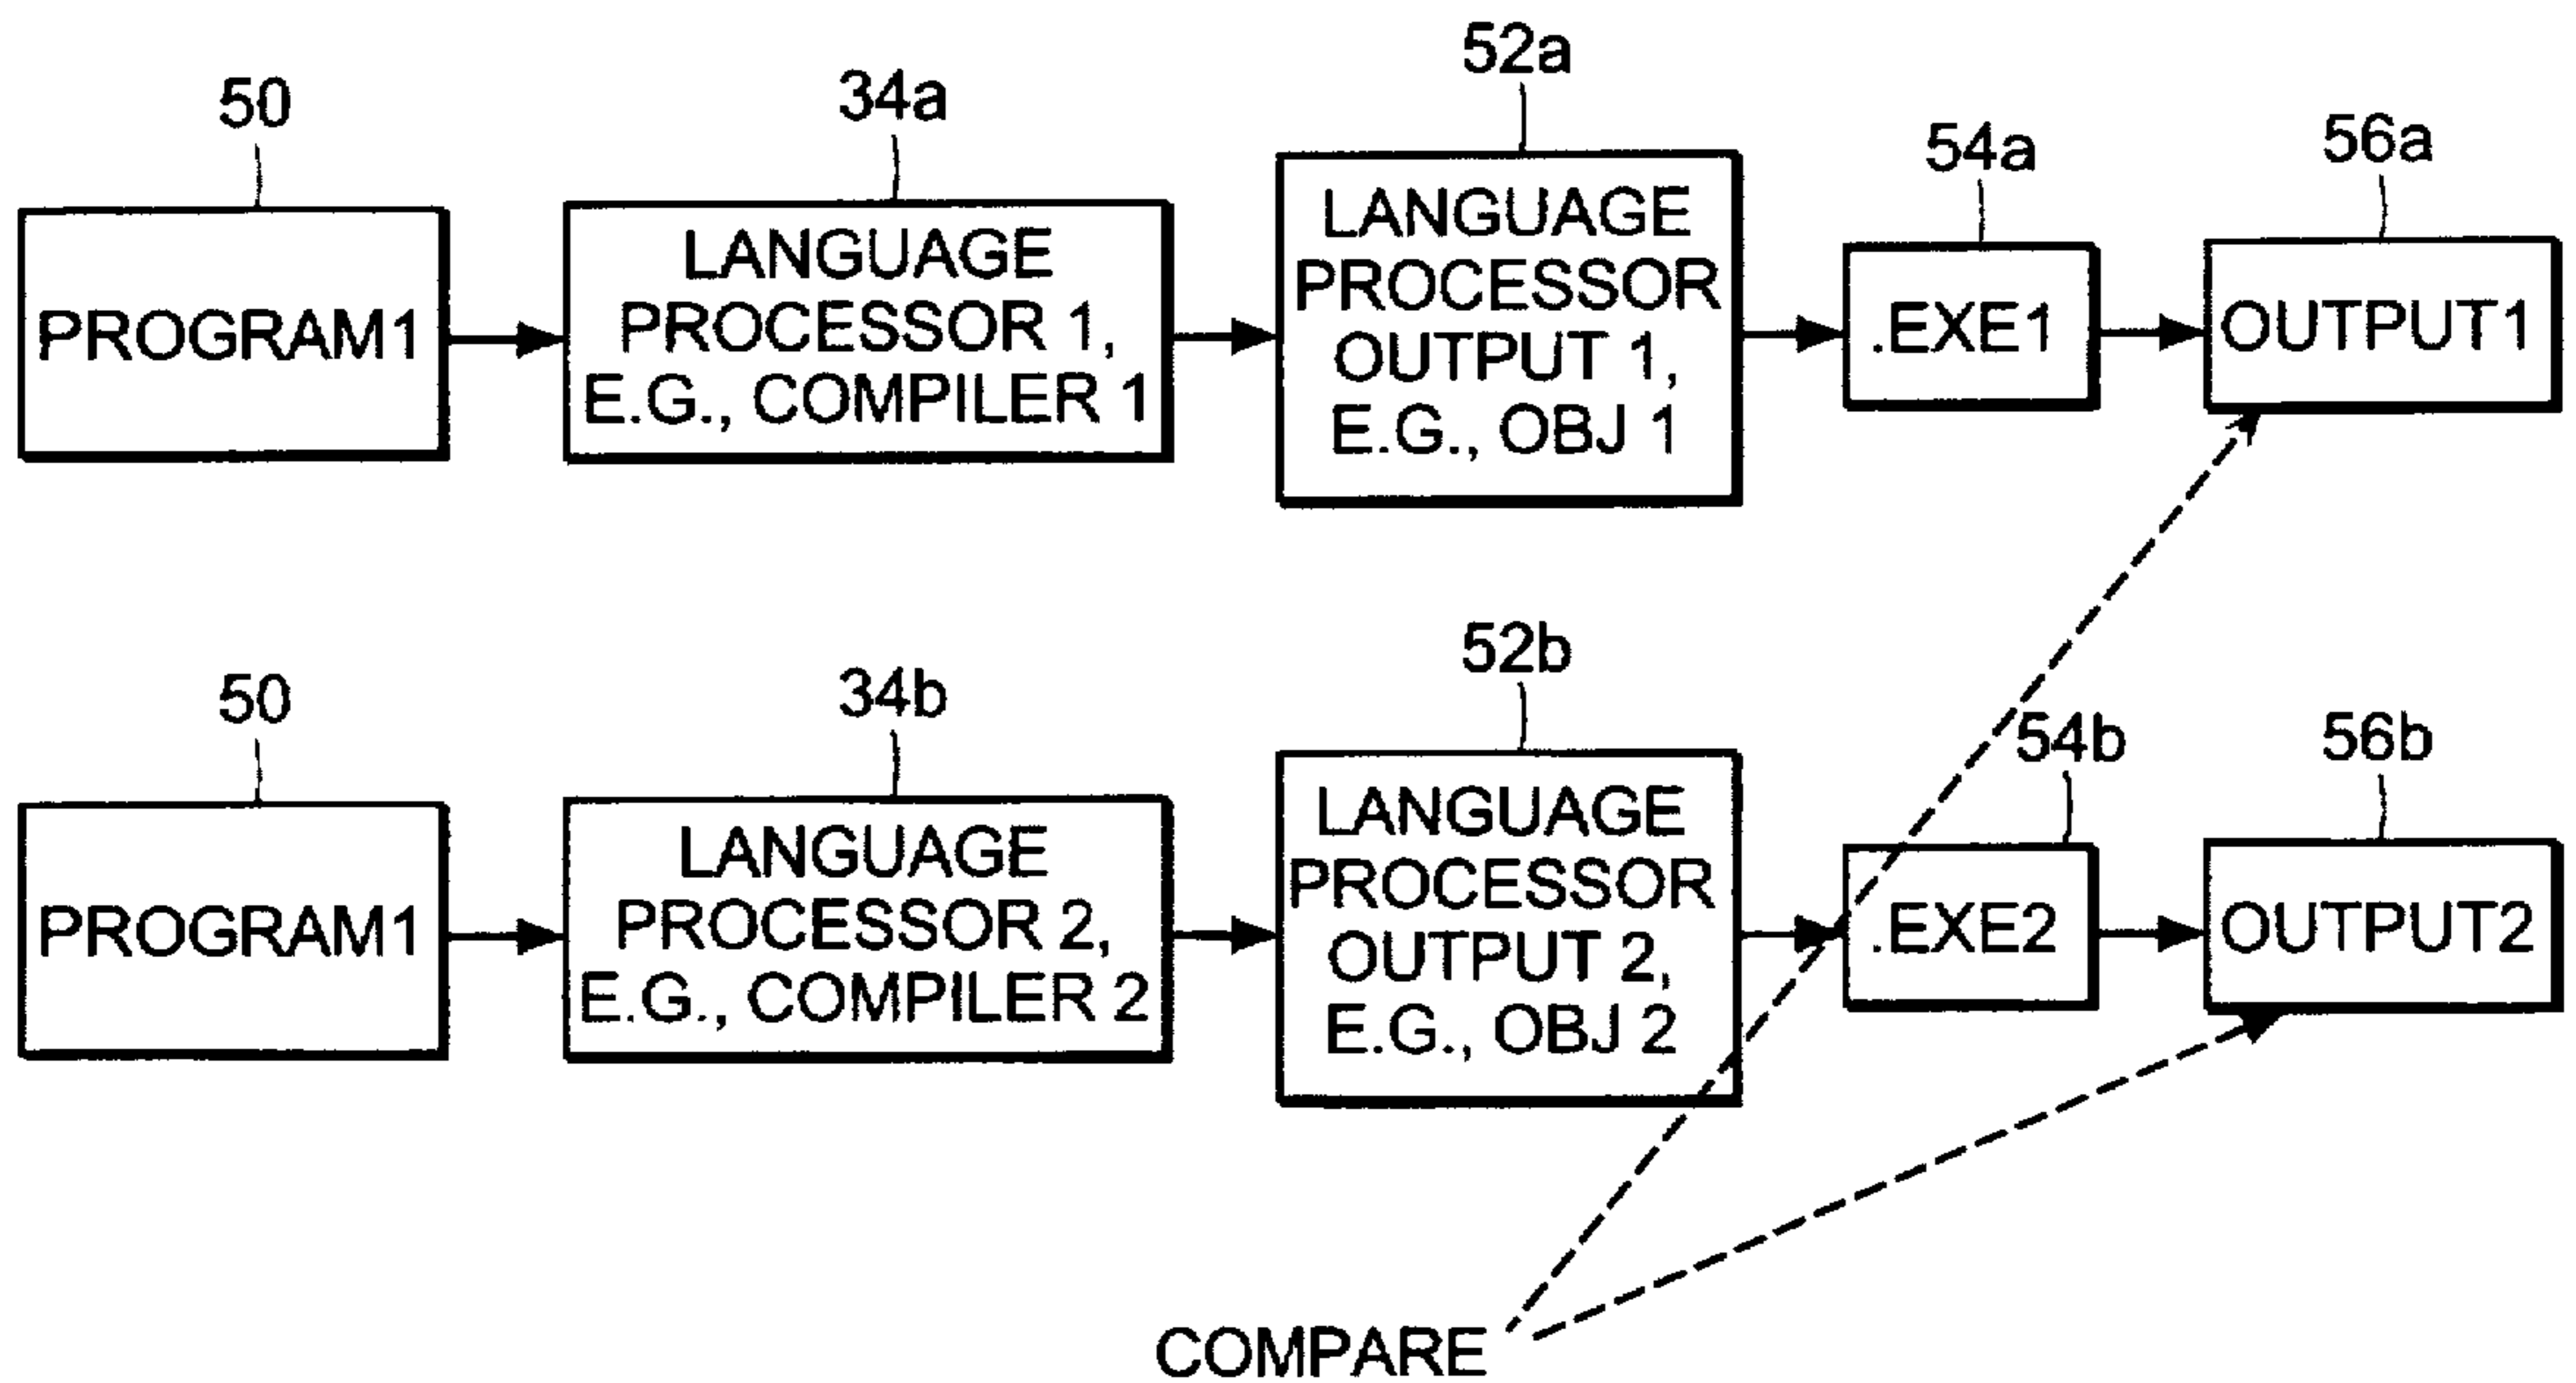 50
34a
52a
54a
56a
PROGRAM1
LANGUAGE
PROCESSOR 1,
E.G., COMPILER 1
LANGUAGE
PROCESSOR
OUTPUT 1,
E.G., OBJ 1
.EXE1
OUTPUT1
50
34b
52b
54b
56b
PROGRAM1
LANGUAGE
PROCESSOR 2,
E.G., COMPILER 2
LANGUAGE
PROCESSOR
OUTPUT 2,
E.G., OBJ 2
.EXE2
OUTPUT2
COMPARE